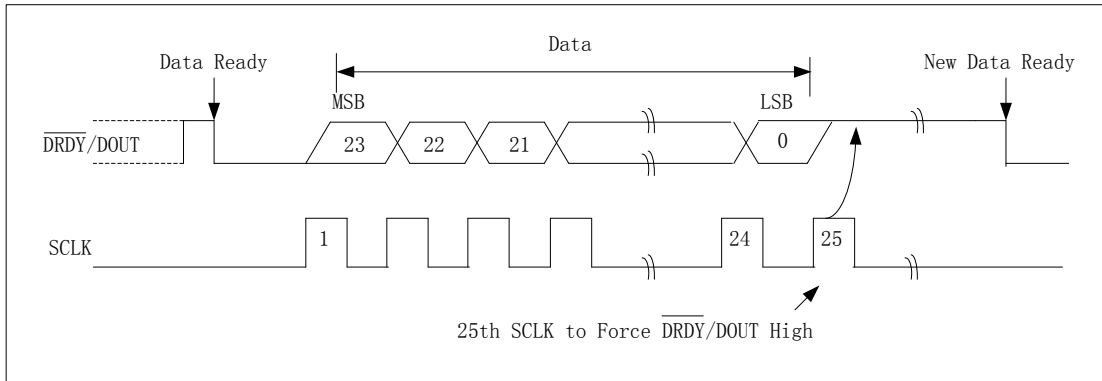 Data
Data Ready
New Data Ready
MSB
LSB
DRDY/DOUT
23
22
21
0
SCLK
1
24
25
25th SCLK to Force DRDY/DOUT High